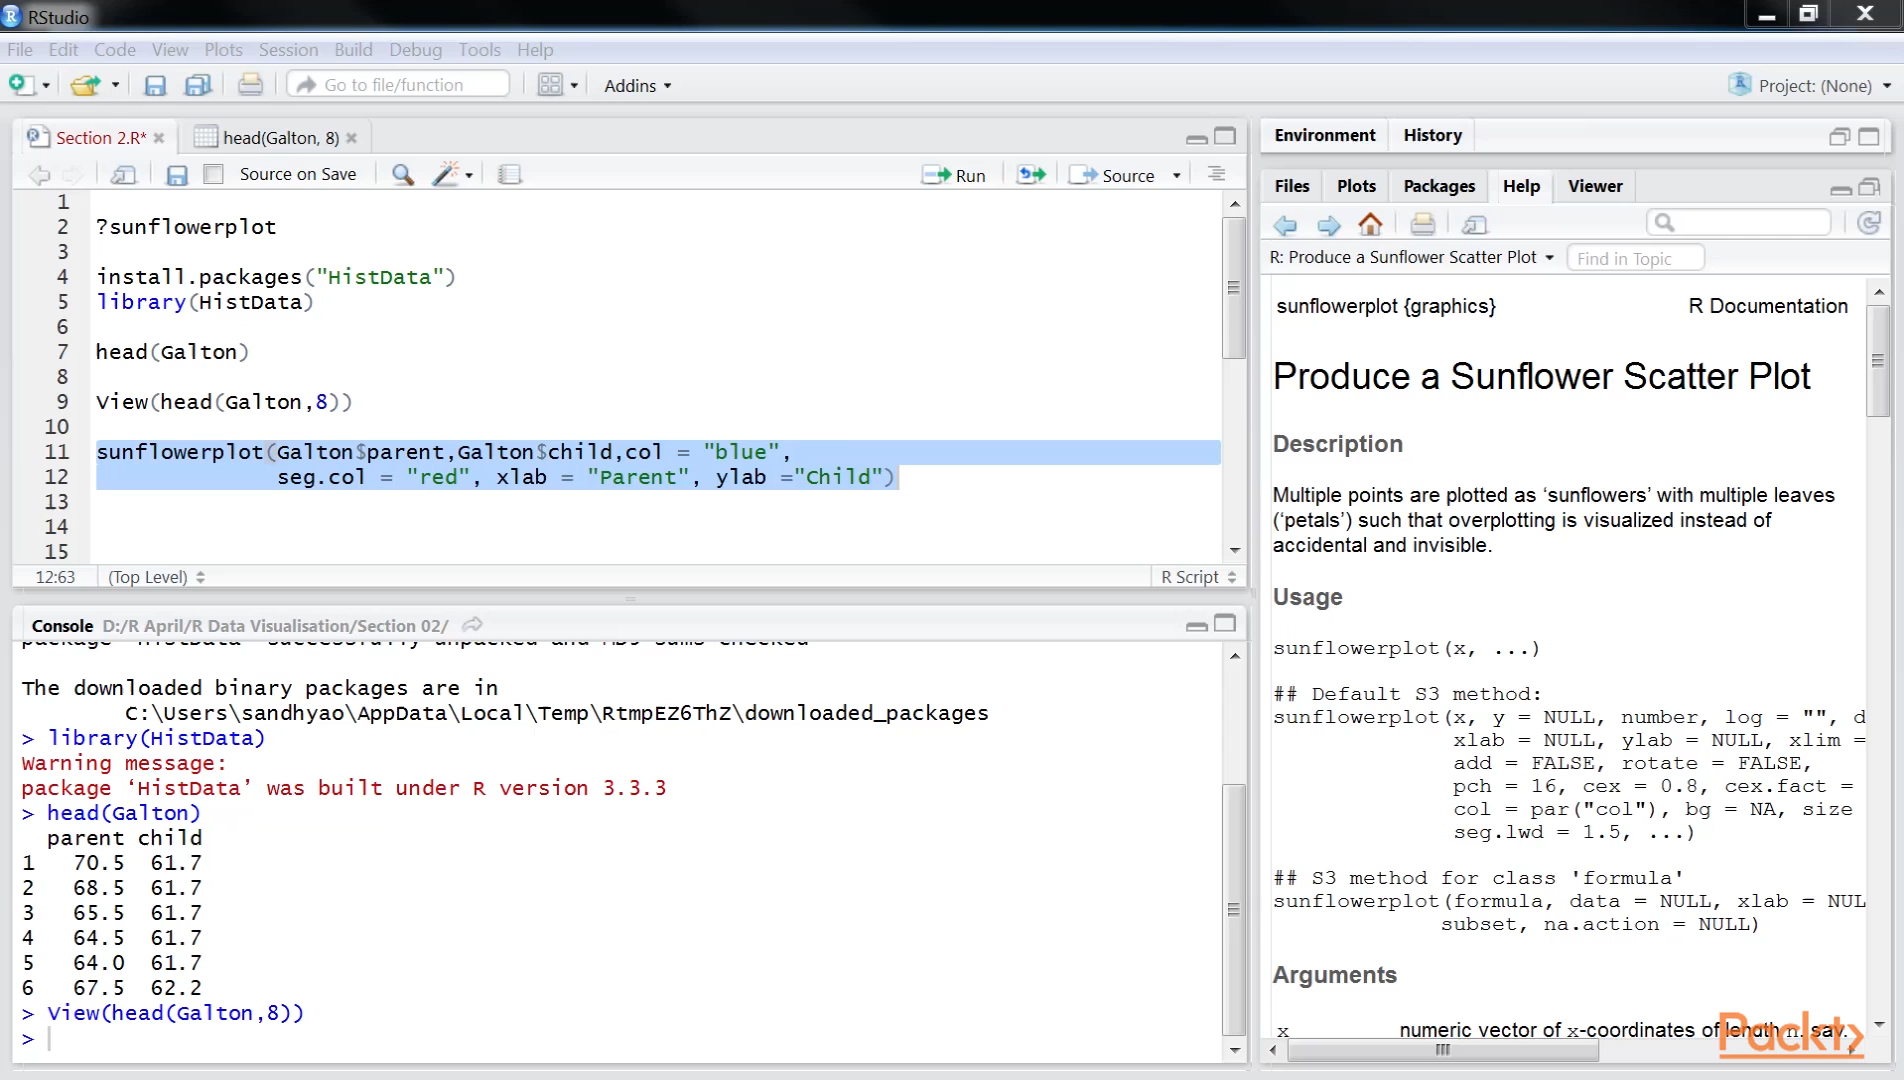 RStudio
File Edit Code View Plots Session Build Debug Tools Help
Go to file/function Addins Project: (None)
Section 2.R* head(Galton, 8)
Source on Save Run Source
1
2 ?sunflowerplot
3
4 install.packages("HistData")
5 library(HistData)
6
7 head(Galton)
8
9 View(head(Galton,8))
10
11 sunflowerplot(Galton$parent,Galton$child,col = "blue",
12 seg.col = "red", xlab = "Parent", ylab ="Child")
13
14
15
12:63 (Top Level) R Script
Console D:/R April/R Data Visualisation/Section 02/
package ‘HistData’ successfully unpacked and MD5 sums checked
The downloaded binary packages are in
C:\Users\sandhyao\AppData\Local\Temp\RtmpEZ6ThZ\downloaded_packages
> library(HistData)
Warning message:
package ‘HistData’ was built under R version 3.3.3
> head(Galton)
parent child
1 70.5 61.7
2 68.5 61.7
3 65.5 61.7
4 64.5 61.7
5 64.0 61.7
6 67.5 62.2
> View(head(Galton,8))
>
Environment History
Files Plots Packages Help Viewer
R: Produce a Sunflower Scatter Plot Find in Topic
sunflowerplot {graphics} R Documentation
Produce a Sunflower Scatter Plot
Description
Multiple points are plotted as ‘sunflowers’ with multiple leaves
(‘petals’) such that overplotting is visualized instead of
accidental and invisible.
Usage
sunflowerplot(x, ...)
## Default S3 method:
sunflowerplot(x, y = NULL, number, log = "", d
xlab = NULL, ylab = NULL, xlim =
add = FALSE, rotate = FALSE,
pch = 16, cex = 0.8, cex.fact =
col = par("col"), bg = NA, size
seg.lwd = 1.5, ...)
## S3 method for class 'formula'
sunflowerplot(formula, data = NULL, xlab = NUL
subset, na.action = NULL)
Arguments
x numeric vector of x-coordinates of length n, say,
Packt